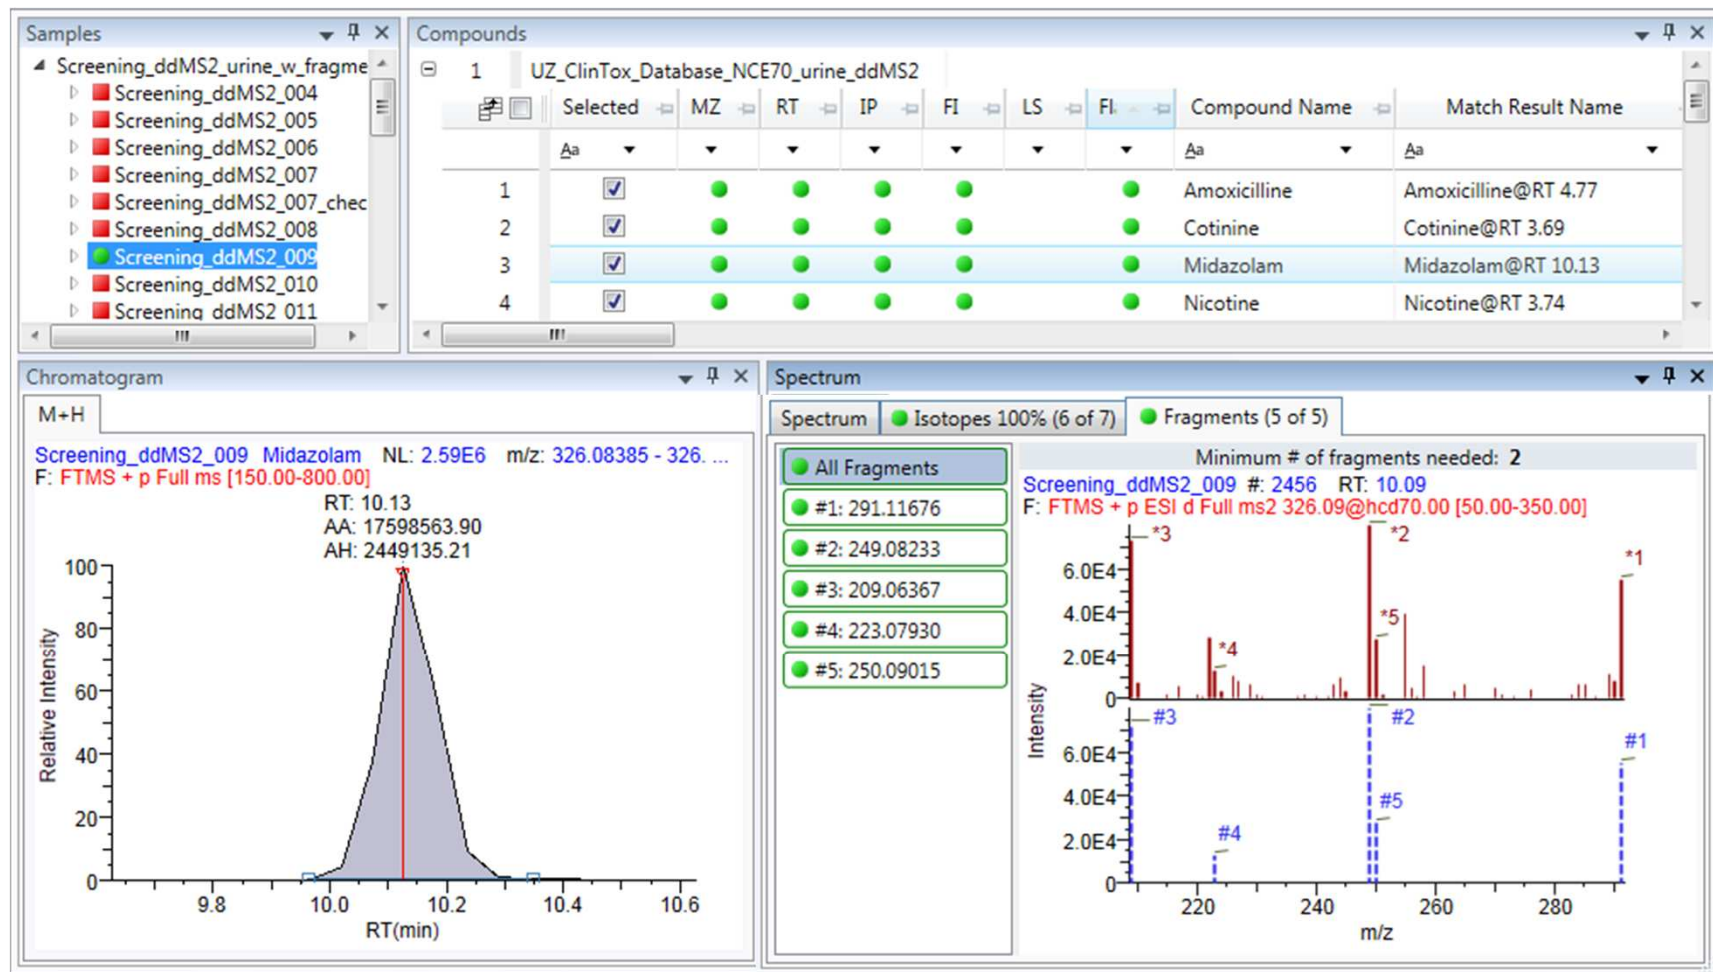 Samples
Screening_ddMS2_urine_w_fragme
Screening_ddMS2_004
Screening_ddMS2_005
Screening_ddMS2_006
Screening_ddMS2_007
Screening_ddMS2_007_chec
Screening_ddMS2_008
Screening_ddMS2_009
Screening_ddMS2_010
Screening_ddMS2_011
Compounds
1 UZ_ClinTox_Database_NCE70_urine_ddMS2
Selected MZ RT IP FI LS FI Compound Name Match Result Name
Aa Aa Aa
1 Amoxicilline Amoxicilline@RT 4.77
2 Cotinine Cotinine@RT 3.69
3 Midazolam Midazolam@RT 10.13
4 Nicotine Nicotine@RT 3.74
Chromatogram
M+H
Screening_ddMS2_009 Midazolam NL: 2.59E6 m/z: 326.08385 - 326. ...
F: FTMS + p Full ms [150.00-800.00]
RT: 10.13
AA: 17598563.90
AH: 2449135.21
100
80
60
40
20
0
Relative Intensity
9.8 10.0 10.2 10.4 10.6
RT(min)
Spectrum
Spectrum Isotopes 100% (6 of 7) Fragments (5 of 5)
All Fragments
#1: 291.11676
#2: 249.08233
#3: 209.06367
#4: 223.07930
#5: 250.09015
Minimum # of fragments needed: 2
Screening_ddMS2_009 #: 2456 RT: 10.09
F: FTMS + p ESI d Full ms2 326.09@hcd70.00 [50.00-350.00]
*3 *2
*1
6.0E4
4.0E4
*5
*4
2.0E4
0
Intensity
#3 #2
#1
6.0E4
4.0E4
#5
#4
2.0E4
0
220 240 260 280
m/z